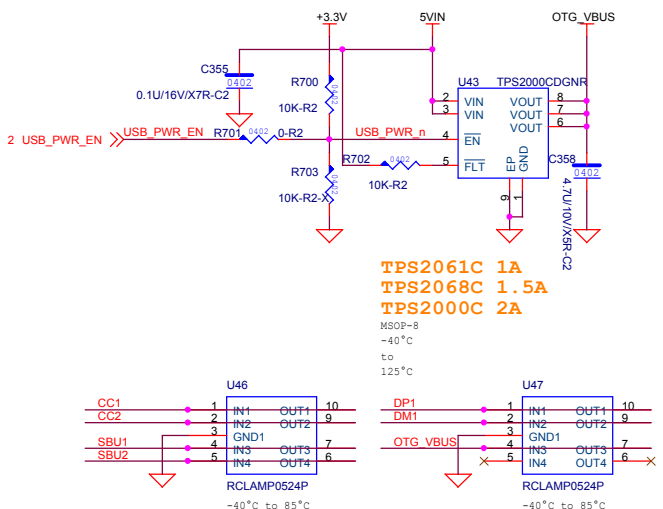 +3.3V 5VIN OTG_VBUS
C355 0402 0.1U/16V/X7R-C2
R700 0402 10K-R2
U43 TPS2000CDGNR
2 VIN VOUT 8
3 VIN VOUT 7
VOUT 6
2 USB_PWR_EN USB_PWR_EN R701 0402 0-R2 USB_PWR_n 4 EN
R703 0402 10K-R2-X
R702 0402 10K-R2 5 FLT
EP GND
9 1
C358 0402 4.7U/10V/X5R-C2
TPS2061C 1A
TPS2068C 1.5A
TPS2000C 2A
MSOP-8
-40°C
to
125°C
U46
CC1 1 IN1 OUT1 10
CC2 2 IN2 OUT2 9
3 GND1
SBU1 4 IN3 OUT3 7
SBU2 5 IN4 OUT4 6
RCLAMP0524P
-40°C to 85°C
U47
DP1 1 IN1 OUT1 10
DM1 2 IN2 OUT2 9
3 GND1
OTG_VBUS 4 IN3 OUT3 7
5 IN4 OUT4 6
RCLAMP0524P
-40°C to 85°C